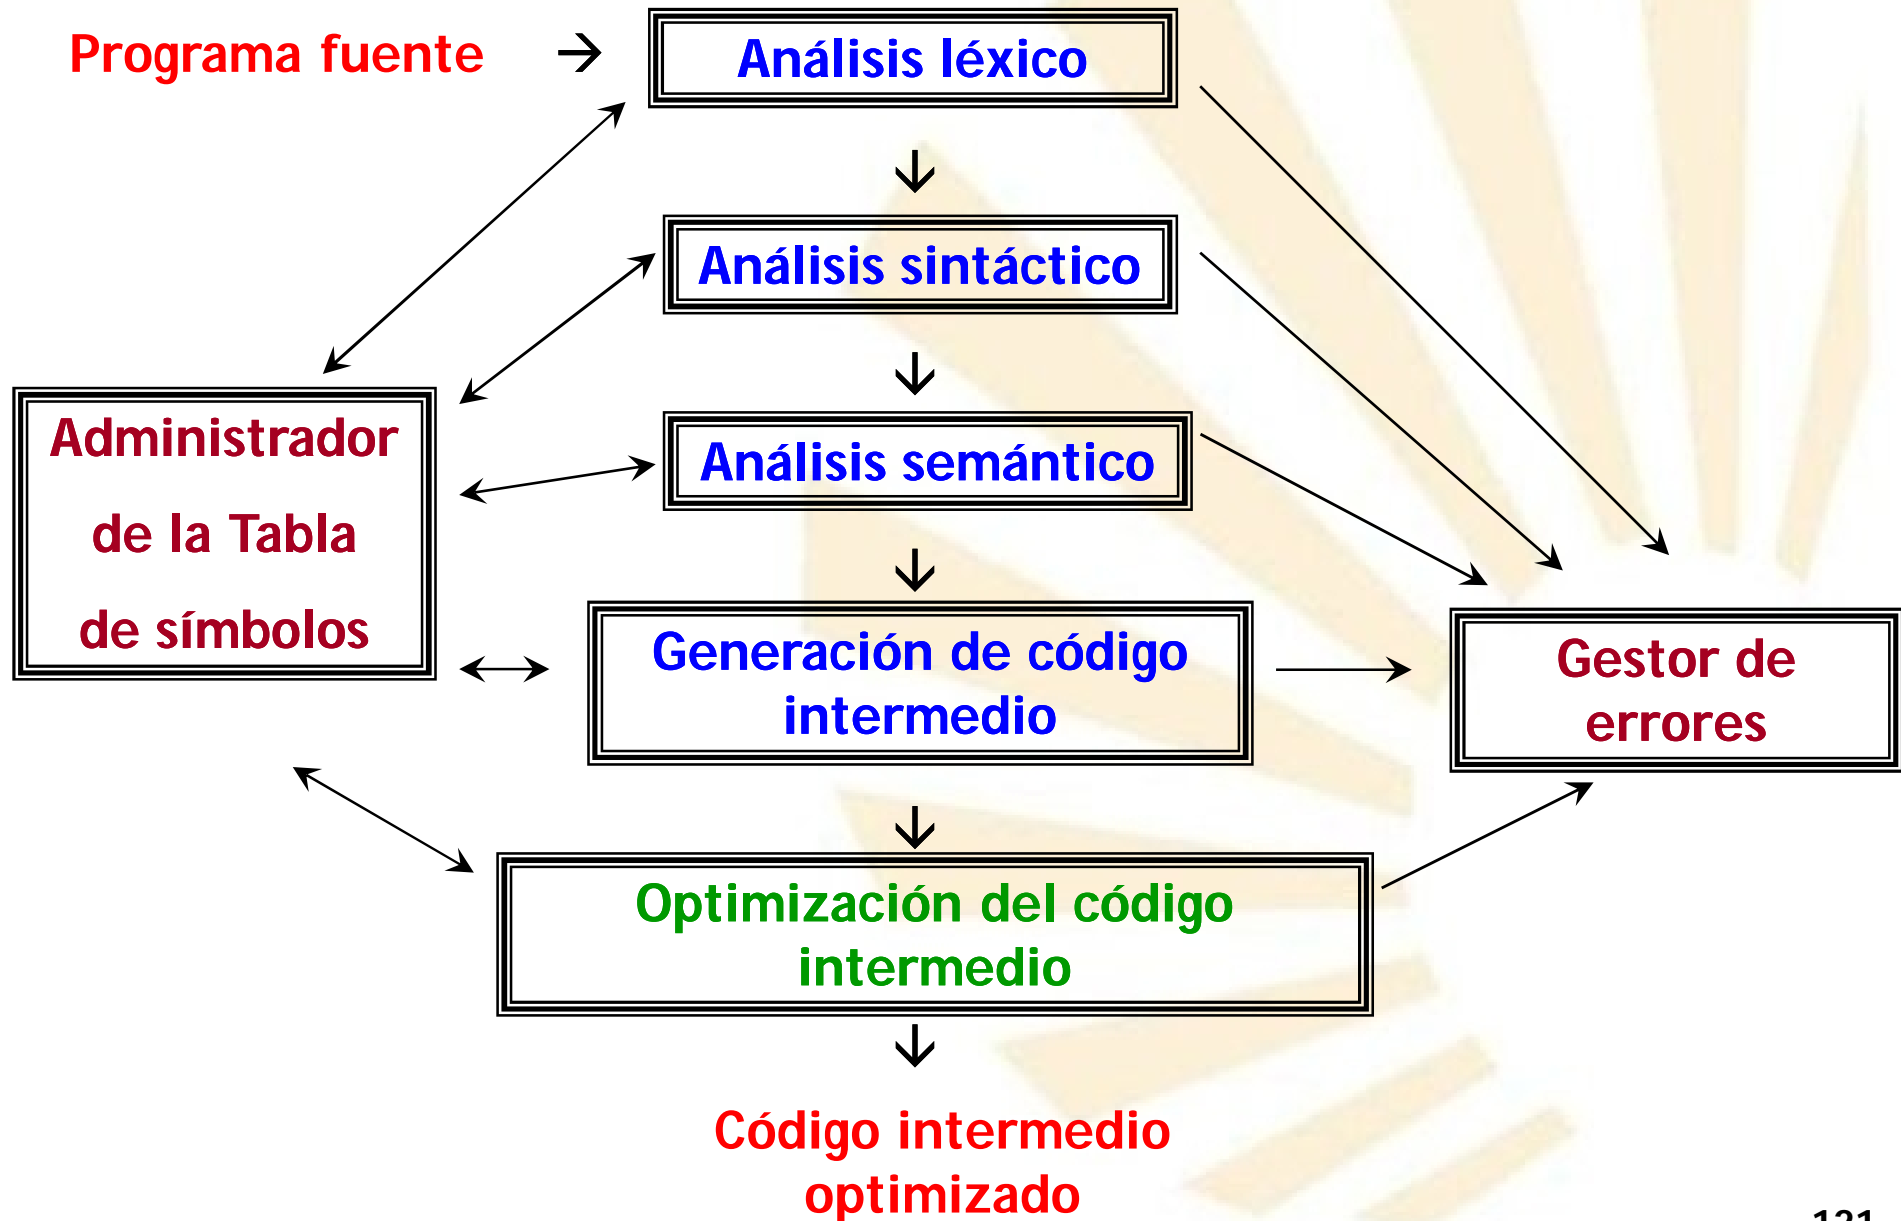 Programa fuente → Análisis léxico
Análisis sintáctico
Análisis semántico
Administrador
de la Tabla
de símbolos
Generación de código
intermedio
Gestor de
errores
Optimización del código
intermedio
Código intermedio
optimizado
121